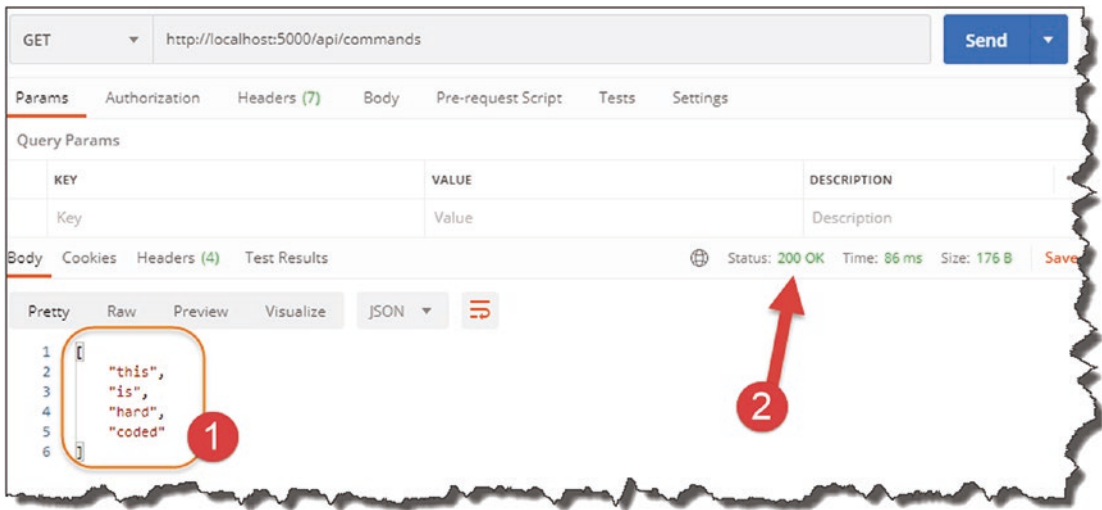 GET http://localhost:5000/api/commands Send
Params Authorization Headers (7) Body Pre-request Script Tests Settings
Query Params
KEY VALUE DESCRIPTION
Key Value Description
Body Cookies Headers (4) Test Results Status: 200 OK Time: 86 ms Size: 176 B Save
Pretty Raw Preview Visualize JSON
1 [
2 "this",
3 "is",
4 "hard",
5 "coded"
6 ]
1
2